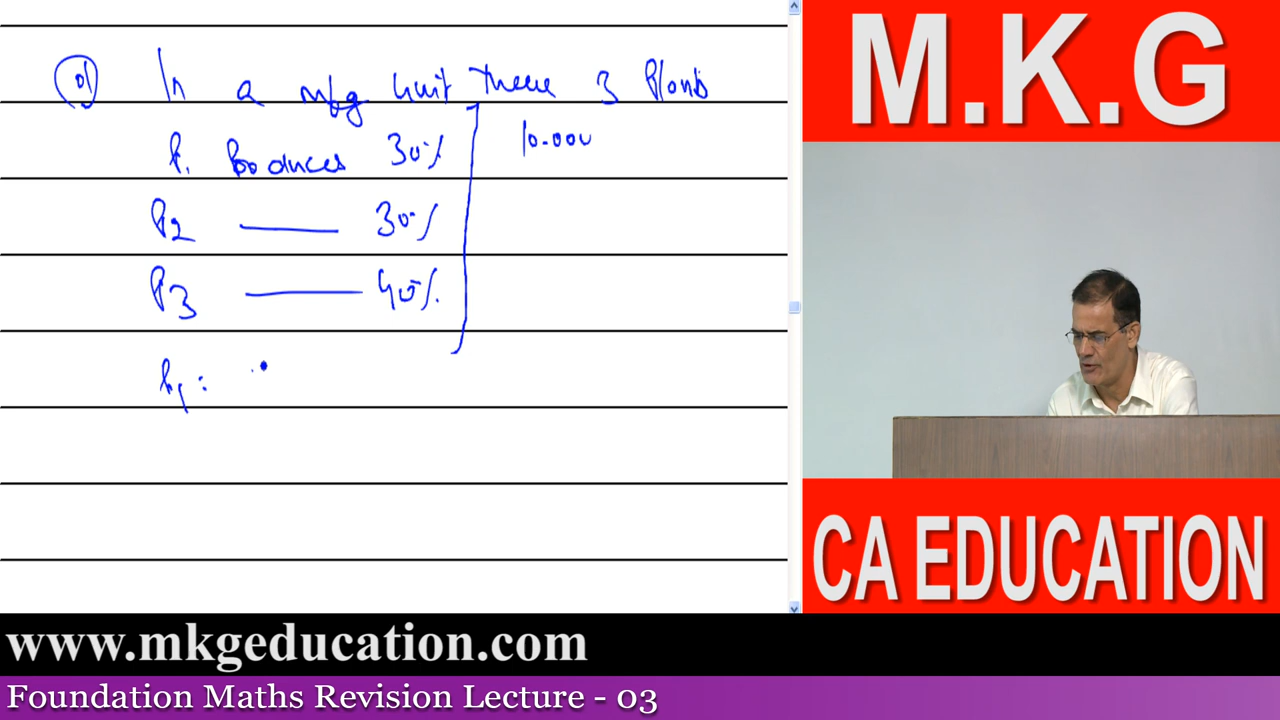 Q) In a mfg unit there 3 Plants
P1 Produces 30% 10.000
P2 —— 30%
P3 —— 40%
P1 :
M.K.G
CA EDUCATION
www.mkgeducation.com
Foundation Maths Revision Lecture - 03